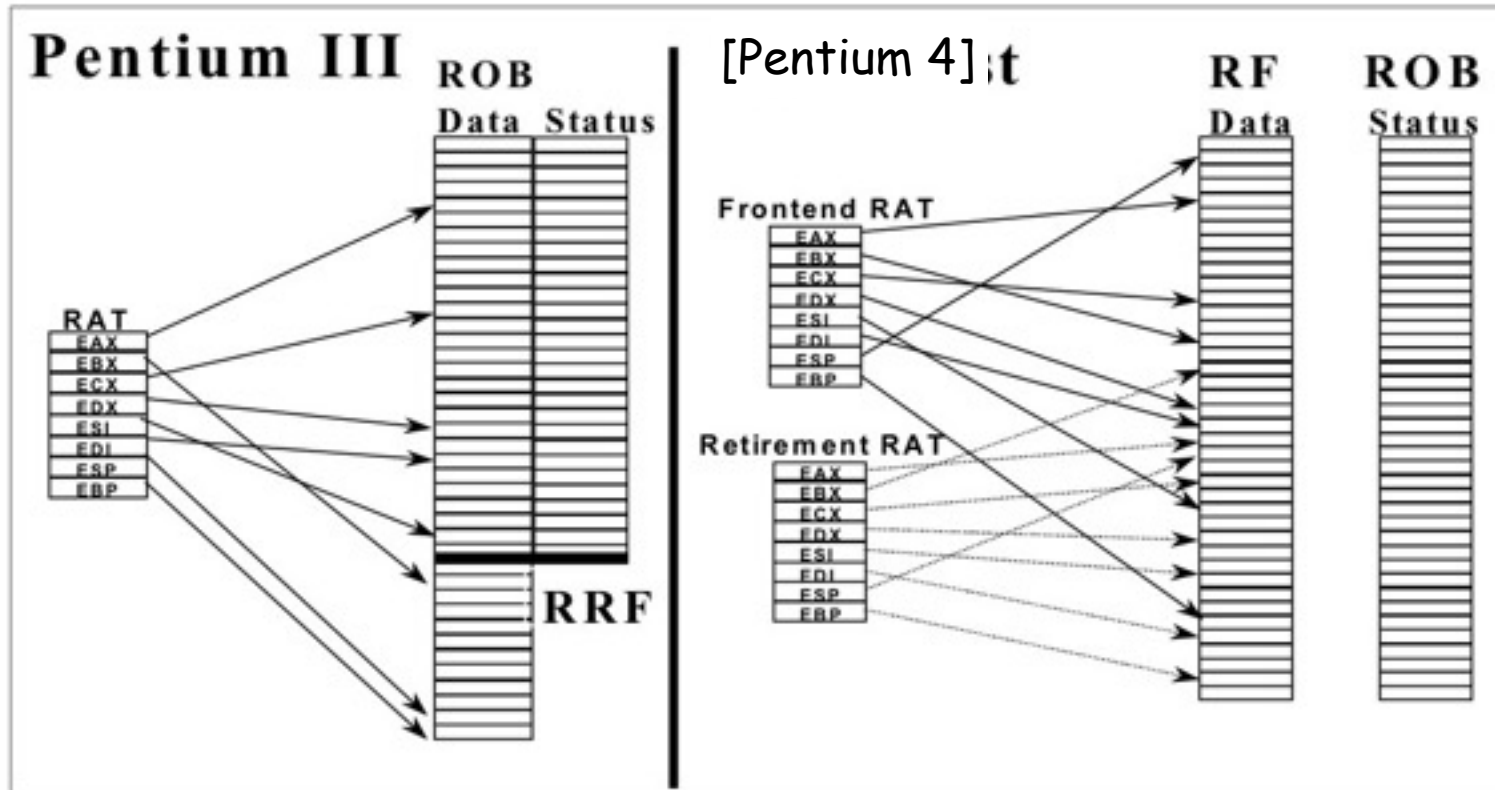 Pentium III
ROB
Data Status
RAT
EAX
EBX
ECX
EDX
ESI
EDI
ESP
EBP
RRF
[Pentium 4]
RF
Data
ROB
Status
Frontend RAT
EAX
EBX
ECX
EDX
ESI
EDI
ESP
EBP
Retirement RAT
EAX
EBX
ECX
EDX
ESI
EDI
ESP
EBP